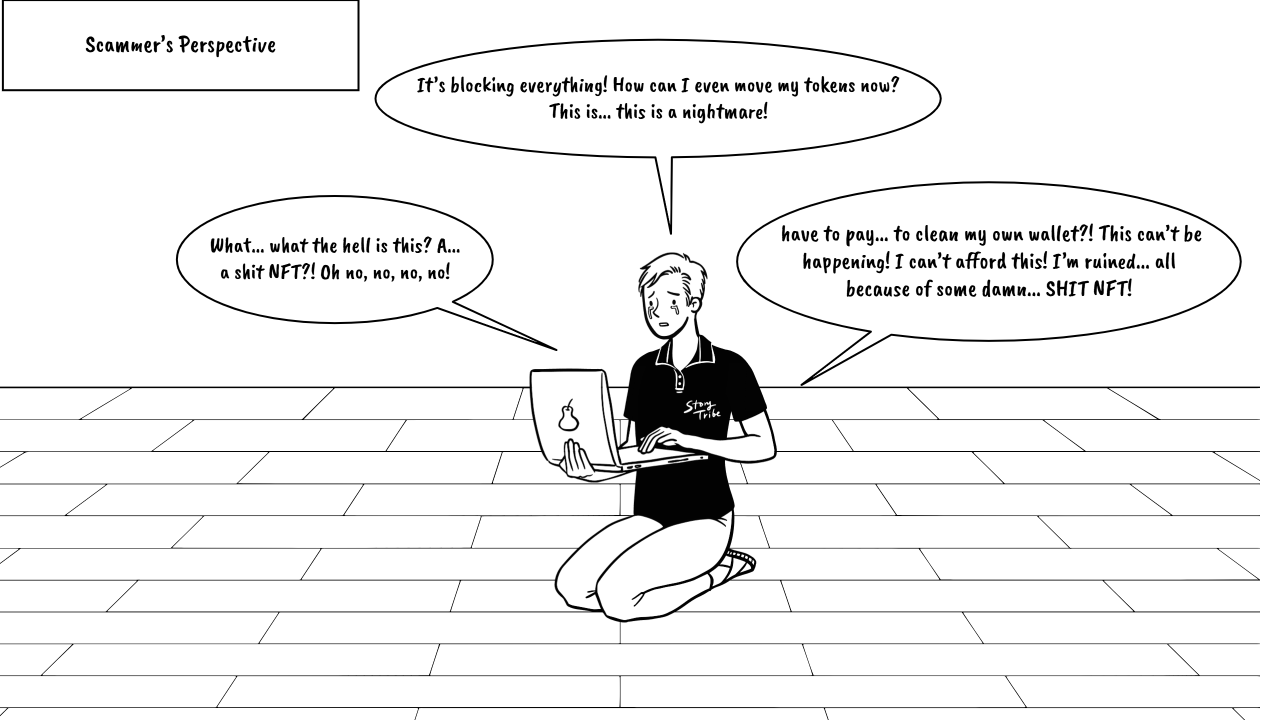 Scammer's Perspective
It's blocking everything! How can I even move my tokens now?
This is... this is a nightmare!
What... what the hell is this? A...
a shit NFT?! Oh no, no, no, no!
have to pay... to clean my own wallet?! This can't be
happening! I can't afford this! I'm ruined... all
because of some damn... SHIT NFT!
Story
Tribe